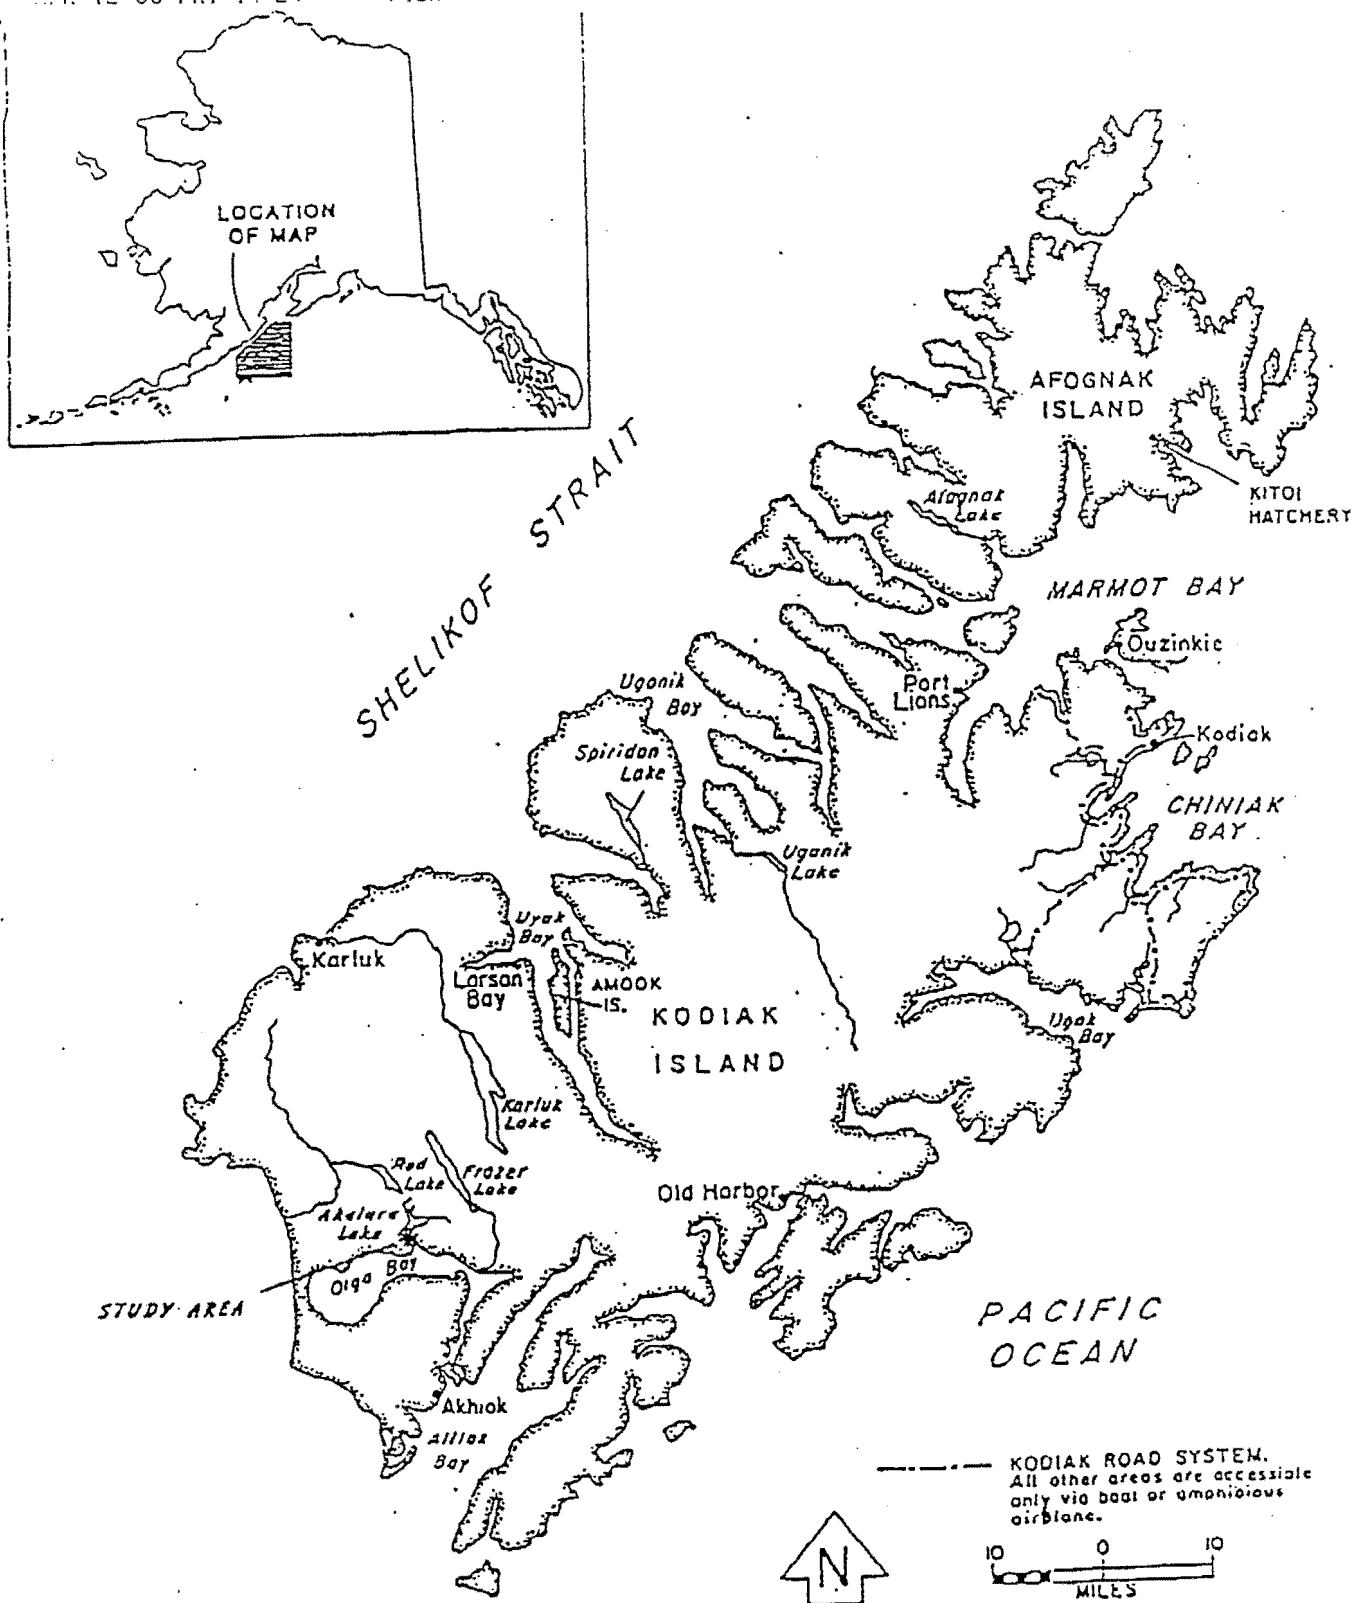 LOCATION
OF MAP
SHELIKOF STRAIT
AFOGNAK
ISLAND
KITOI
HATCHERY
Afognak
Lake
MARMOT BAY
Ouzinkie
Port
Lions
Kodiak
CHINIAK
BAY
Uganik
Bay
Spiridon
Lake
Uganik
Lake
Uyak
Bay
Karluk
Larson
Bay
AMOOK
IS.
KODIAK
ISLAND
Ugak
Bay
Karluk
Lake
Red
Lake
Frazer
Lake
Old Harbor
Akalura
Lake
Olga Bay
STUDY AREA
PACIFIC
OCEAN
Akhiok
Bay
KODIAK ROAD SYSTEM.
All other areas are accessible
only via boat or amphibious
airplane.
N
10 0 10
MILES